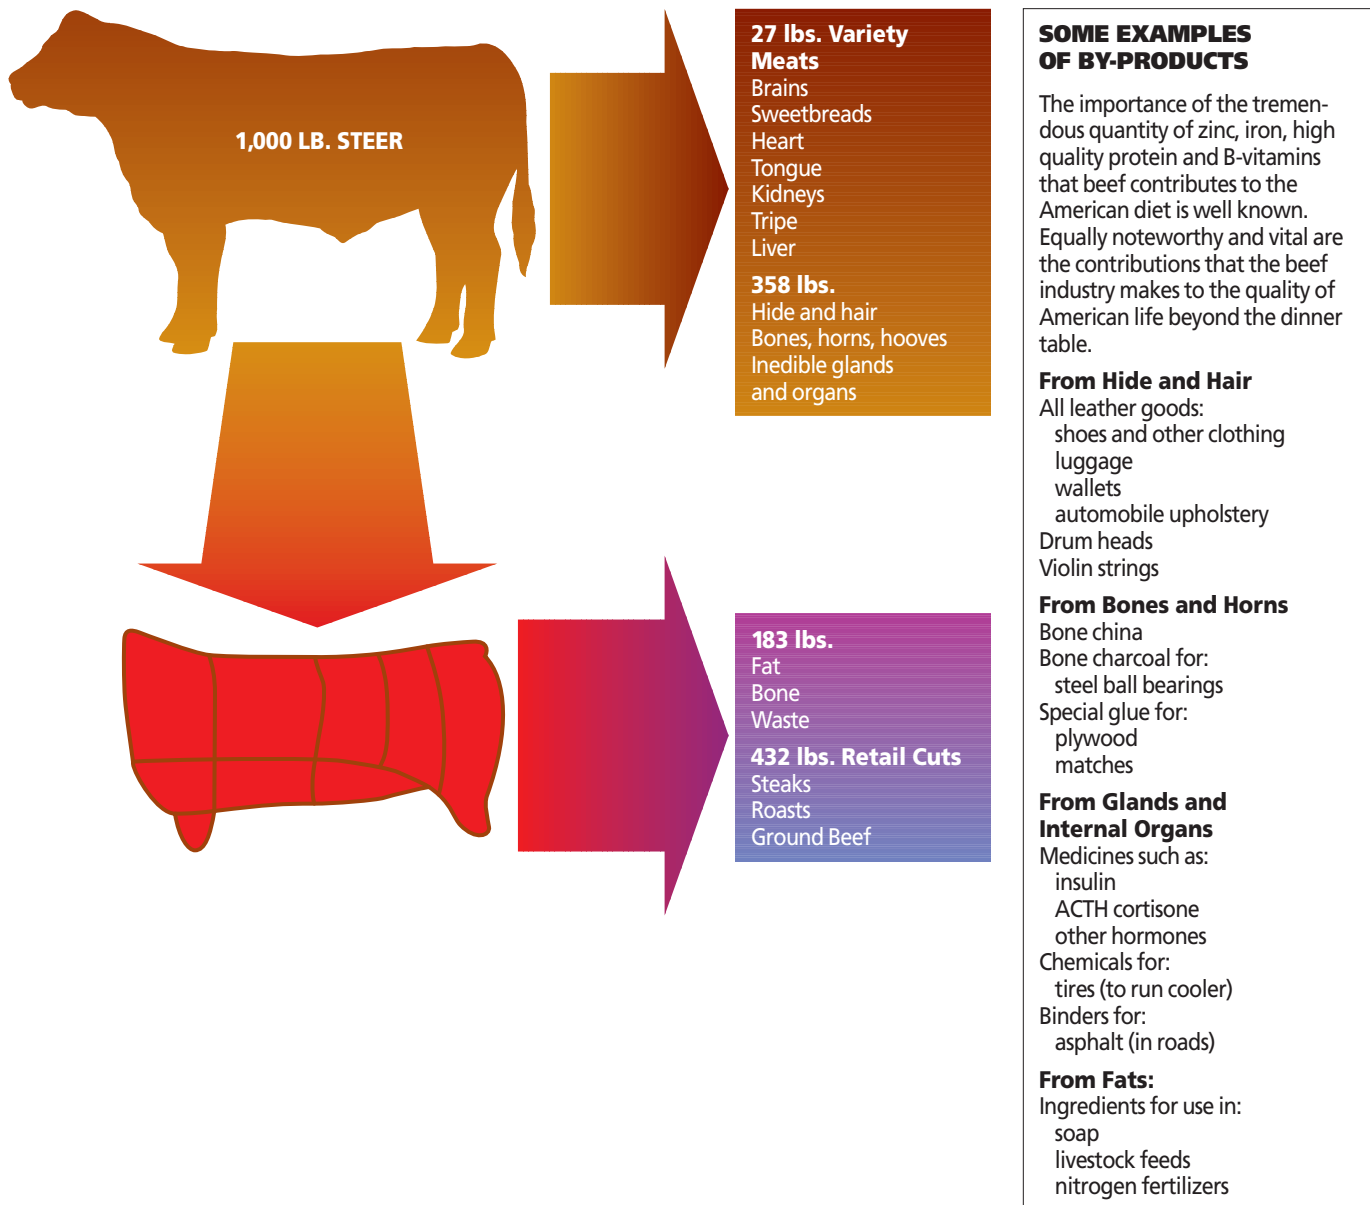 1,000 LB. STEER
27 lbs. Variety
Meats
Brains
Sweetbreads
Heart
Tongue
Kidneys
Tripe
Liver
358 lbs.
Hide and hair
Bones, horns, hooves
Inedible glands
and organs
183 lbs.
Fat
Bone
Waste
432 lbs. Retail Cuts
Steaks
Roasts
Ground Beef
SOME EXAMPLES
OF BY-PRODUCTS
The importance of the tremen-
dous quantity of zinc, iron, high
quality protein and B-vitamins
that beef contributes to the
American diet is well known.
Equally noteworthy and vital are
the contributions that the beef
industry makes to the quality of
American life beyond the dinner
table.
From Hide and Hair
All leather goods:
shoes and other clothing
luggage
wallets
automobile upholstery
Drum heads
Violin strings
From Bones and Horns
Bone china
Bone charcoal for:
steel ball bearings
Special glue for:
plywood
matches
From Glands and
Internal Organs
Medicines such as:
insulin
ACTH cortisone
other hormones
Chemicals for:
tires (to run cooler)
Binders for:
asphalt (in roads)
From Fats:
Ingredients for use in:
soap
livestock feeds
nitrogen fertilizers